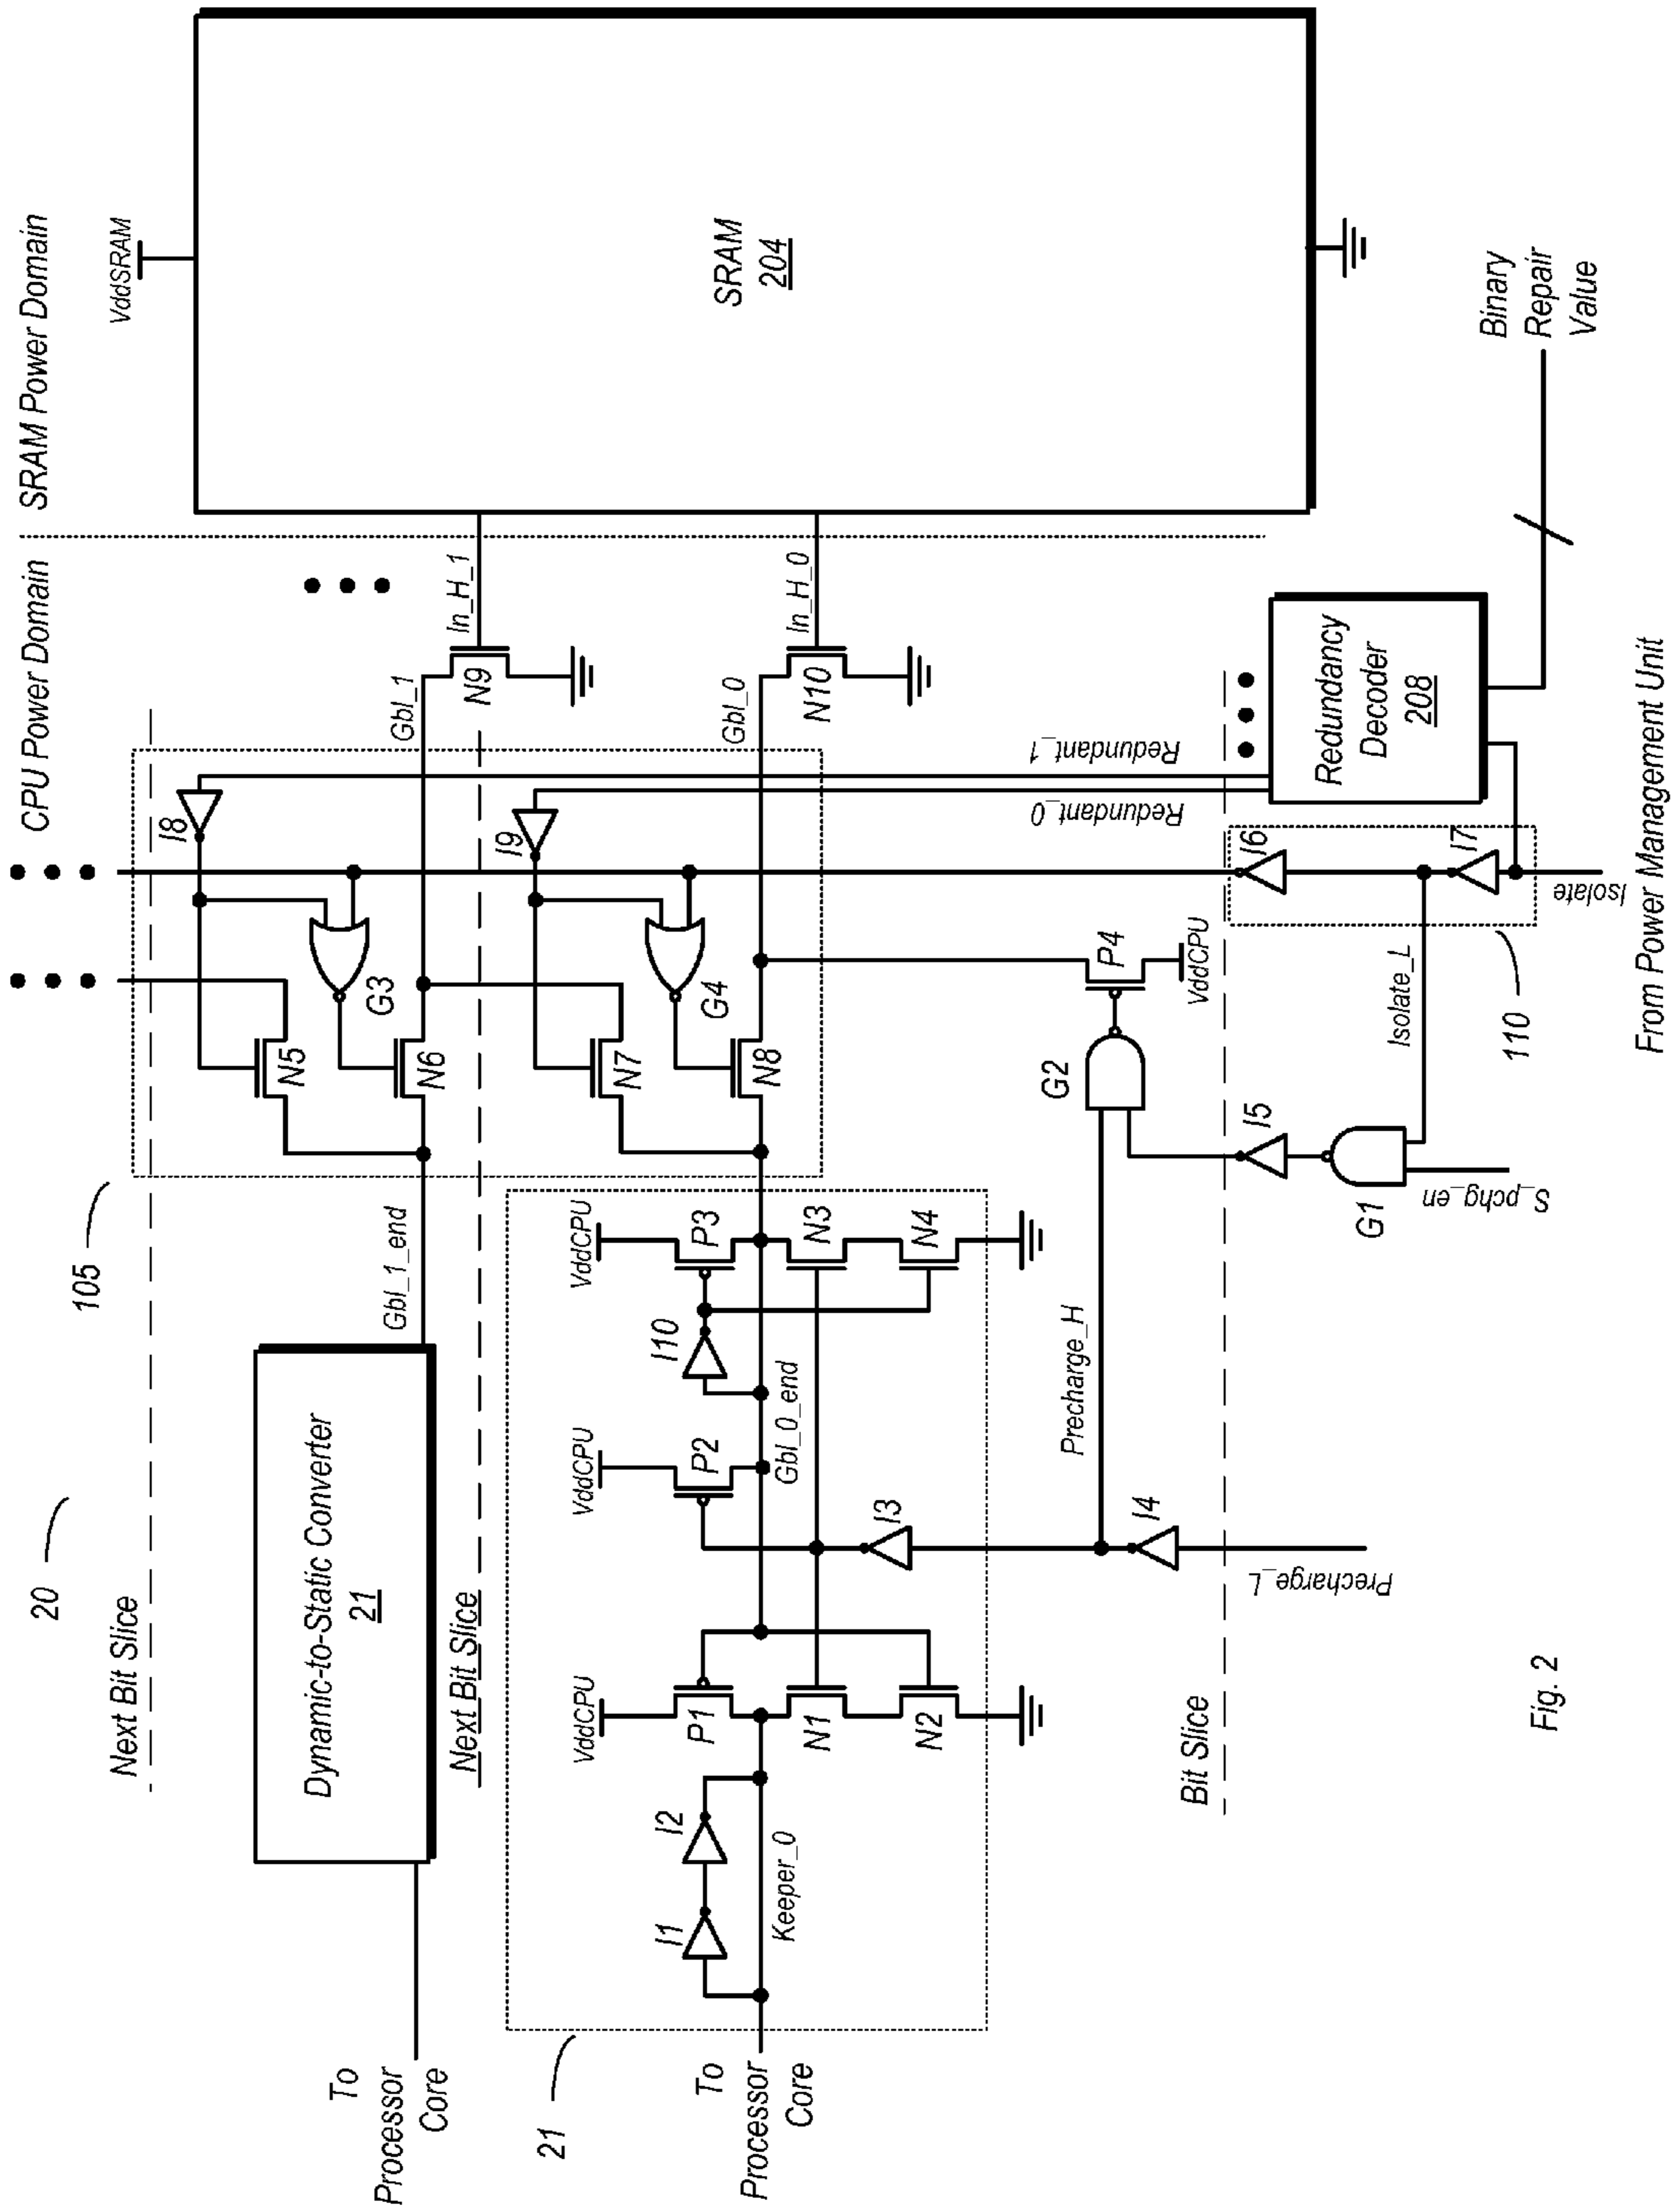 20
105
CPU Power Domain
SRAM Power Domain
Next Bit Slice
VddSRAM
I8
N5
G3
N6
Gbl_1
In_H_1
N9
Dynamic-to-Static Converter
21
Gbl_1_end
To
Processor
Core
Next Bit Slice
I9
N7
G4
N8
Gbl_0
In_H_0
N10
SRAM
204
21
I1
I2
Keeper_0
To
Processor
Core
VddCPU
P1
N1
N2
VddCPU
P2
I10
VddCPU
P3
N3
N4
Gbl_0_end
I3
Redundant_1
Redundant_0
Precharge_H
I4
G2
P4
VddCPU
Bit Slice
Precharge_L
G1
I5
S_pchg_en
Isolate_L
I6
I7
110
Isolate
Redundancy
Decoder
208
Binary
Repair
Value
From Power Management Unit
Fig. 2